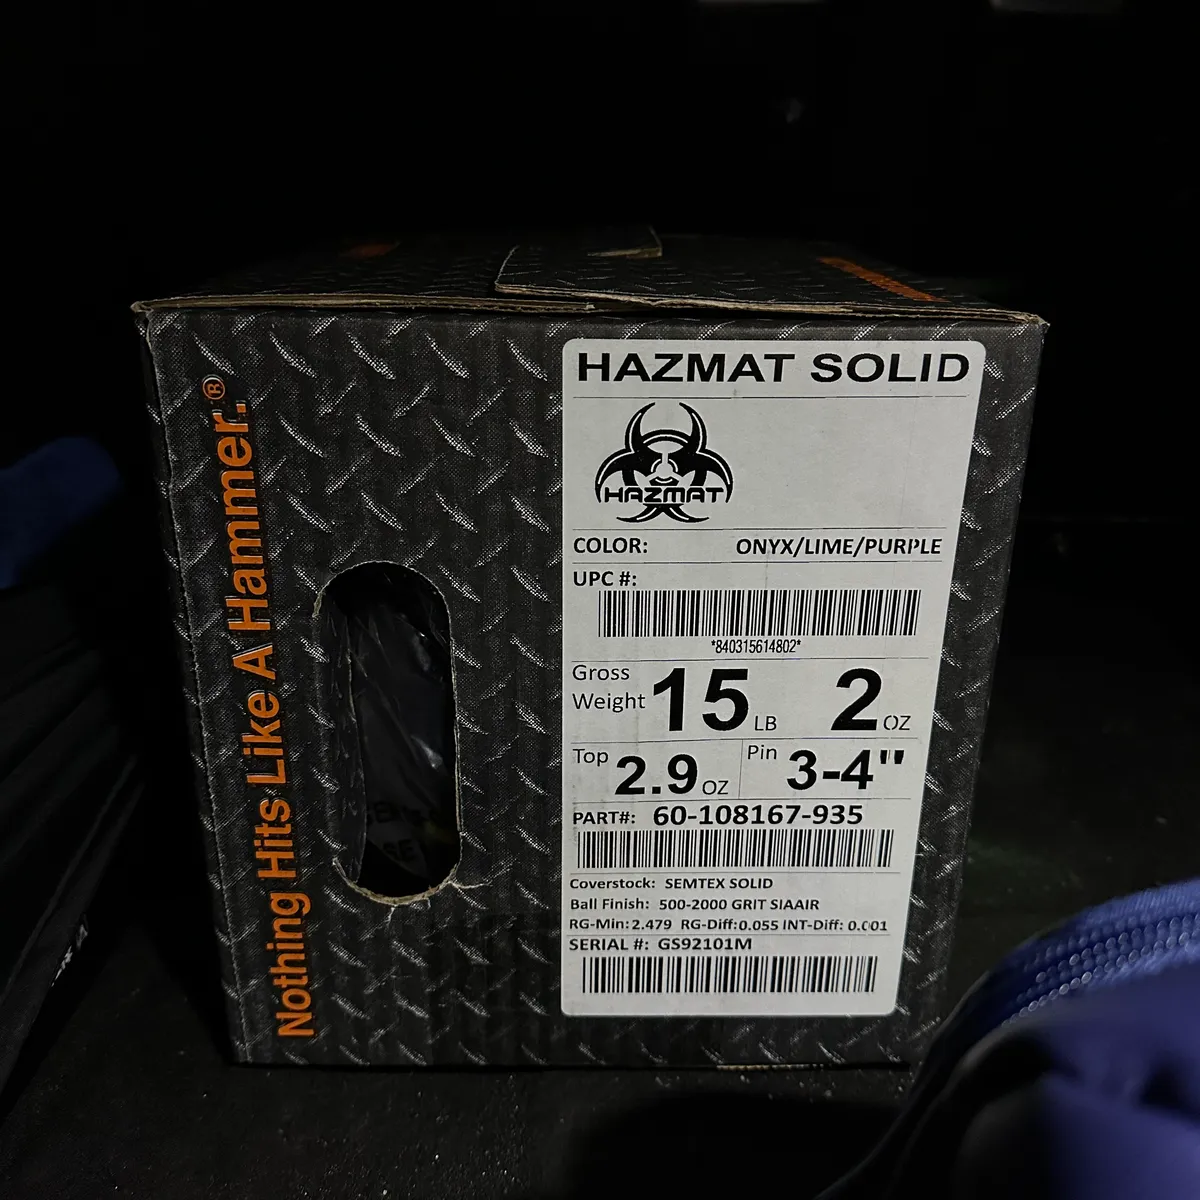 Nothing Hits Like A Hammer.®
HAZMAT SOLID
HAZMAT
COLOR: ONYX/LIME/PURPLE
UPC #:
*840315614802*
Gross Weight 15 LB 2 OZ
Top 2.9 OZ Pin 3-4"
PART#: 60-108167-935
Coverstock: SEMTEX SOLID
Ball Finish: 500-2000 GRIT SIAAIR
RG-Min: 2.479 RG-Diff: 0.055 INT-Diff: 0.001
SERIAL #: GS92101M